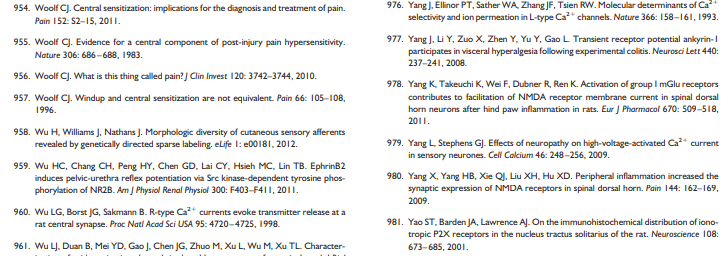 954. Woolf CJ. Central sensitization: implications for the diagnosis and treatment of pain.
Pain 152: S2–15, 2011.
955. Woolf CJ. Evidence for a central component of post-injury pain hypersensitivity.
Nature 306: 686–688, 1983.
956. Woolf CJ. What is this thing called pain? J Clin Invest 120: 3742–3744, 2010.
957. Woolf CJ. Windup and central sensitization are not equivalent. Pain 66: 105–108,
1996.
958. Wu H, Williams J, Nathans J. Morphologic diversity of cutaneous sensory afferents
revealed by genetically directed sparse labeling. eLife 1: e00181, 2012.
959. Wu HC, Chang CH, Peng HY, Chen GD, Lai CY, Hsieh MC, Lin TB. EphrinB2
induces pelvic-urethra reflex potentiation via Src kinase-dependent tyrosine phos-
phorylation of NR2B. Am J Physiol Renal Physiol 300: F403–F411, 2011.
960. Wu LG, Borst JG, Sakmann B. R-type Ca2+ currents evoke transmitter release at a
rat central synapse. Proc Natl Acad Sci USA 95: 4720–4725, 1998.
961. Wu LJ, Duan B, Mei YD, Gao J, Chen JG, Zhuo M, Xu L, Wu M, Xu TL. Character-
976. Yang J, Ellinor PT, Sather WA, Zhang JF, Tsien RW. Molecular determinants of Ca2+
selectivity and ion permeation in L-type Ca2+ channels. Nature 366: 158–161, 1993.
977. Yang J, Li Y, Zuo X, Zhen Y, Yu Y, Gao L. Transient receptor potential ankyrin-1
participates in visceral hyperalgesia following experimental colitis. Neurosci Lett 440:
237–241, 2008.
978. Yang K, Takeuchi K, Wei F, Dubner R, Ren K. Activation of group I mGlu receptors
contributes to facilitation of NMDA receptor membrane current in spinal dorsal
horn neurons after hind paw inflammation in rats. Eur J Pharmacol 670: 509–518,
2011.
979. Yang L, Stephens GJ. Effects of neuropathy on high-voltage-activated Ca2+ current
in sensory neurones. Cell Calcium 46: 248–256, 2009.
980. Yang X, Yang HB, Xie QJ, Liu XH, Hu XD. Peripheral inflammation increased the
synaptic expression of NMDA receptors in spinal dorsal horn. Pain 144: 162–169,
2009.
981. Yao ST, Barden JA, Lawrence AJ. On the immunohistochemical distribution of iono-
tropic P2X receptors in the nucleus tractus solitarius of the rat. Neuroscience 108:
673–685, 2001.